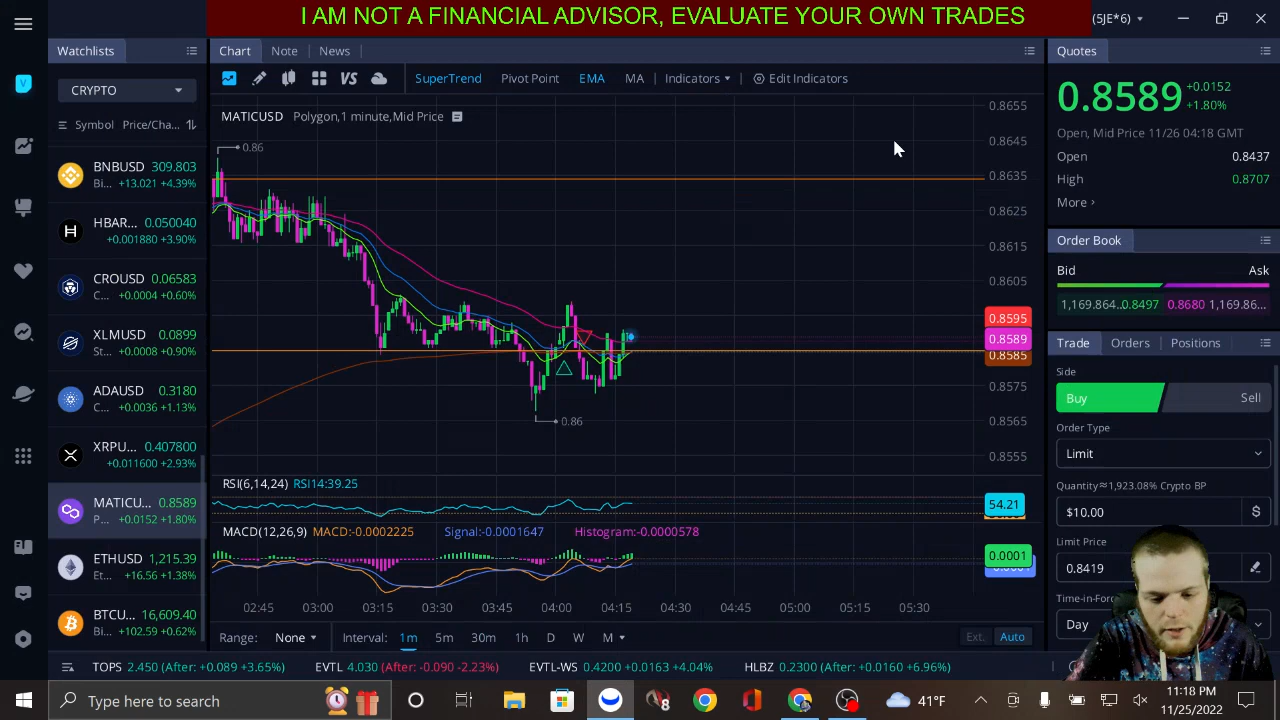 I AM NOT A FINANCIAL ADVISOR, EVALUATE YOUR OWN TRADES
(5JE*6)
Watchlists
Chart Note News
Quotes
CRYPTO
VS SuperTrend Pivot Point EMA MA Indicators Edit Indicators
Symbol Price/Cha...
MATICUSD Polygon,1 minute,Mid Price
0.8589 +0.0152
+1.80%
Open, Mid Price 11/26 04:18 GMT
Open 0.8437
High 0.8707
More
BNBUSD 309.803
Bi... +13.021 +4.39%
HBAR... 0.050040
+0.001880 +3.90%
CROUSD 0.06583
C... +0.0004 +0.60%
XLMUSD 0.0899
St... +0.0008 +0.90%
ADAUSD 0.3180
C... +0.0036 +1.13%
XRPU... 0.407800
+0.011600 +2.93%
MATICU... 0.8589
P... +0.0152 +1.80%
ETHUSD 1,215.39
Et... +16.56 +1.38%
BTCU... 16,609.40
Bi... +102.59 +0.62%
0.86
0.86
0.8655
0.8645
0.8635
0.8625
0.8615
0.8605
0.8595
0.8589
0.8585
0.8575
0.8565
0.8555
RSI(6,14,24) RSI14:39.25
54.21
MACD(12,26,9) MACD:-0.0002225 Signal:-0.0001647 Histogram:-0.0000578
0.0001
02:45 03:00 03:15 03:30 03:45 04:00 04:15 04:30 04:45 05:00 05:15 05:30
Range: None Interval: 1m 5m 30m 1h D W M Ext. Auto
Order Book
Bid Ask
1,169.864... 0.8497 0.8680 1,169.86...
Trade Orders Positions
Side
Buy Sell
Order Type
Limit
Quantity≈1,923.08% Crypto BP
$10.00 $
Limit Price
0.8419
Time-in-For
Day
TOPS 2.450 (After: +0.089 +3.65%) EVTL 4.030 (After: -0.090 -2.23%) EVTL-WS 0.4200 +0.0163 +4.04% HLBZ 0.2300 (After: +0.0160 +6.96%)
Type here to search
8
41°F
11:18 PM
11/25/2022